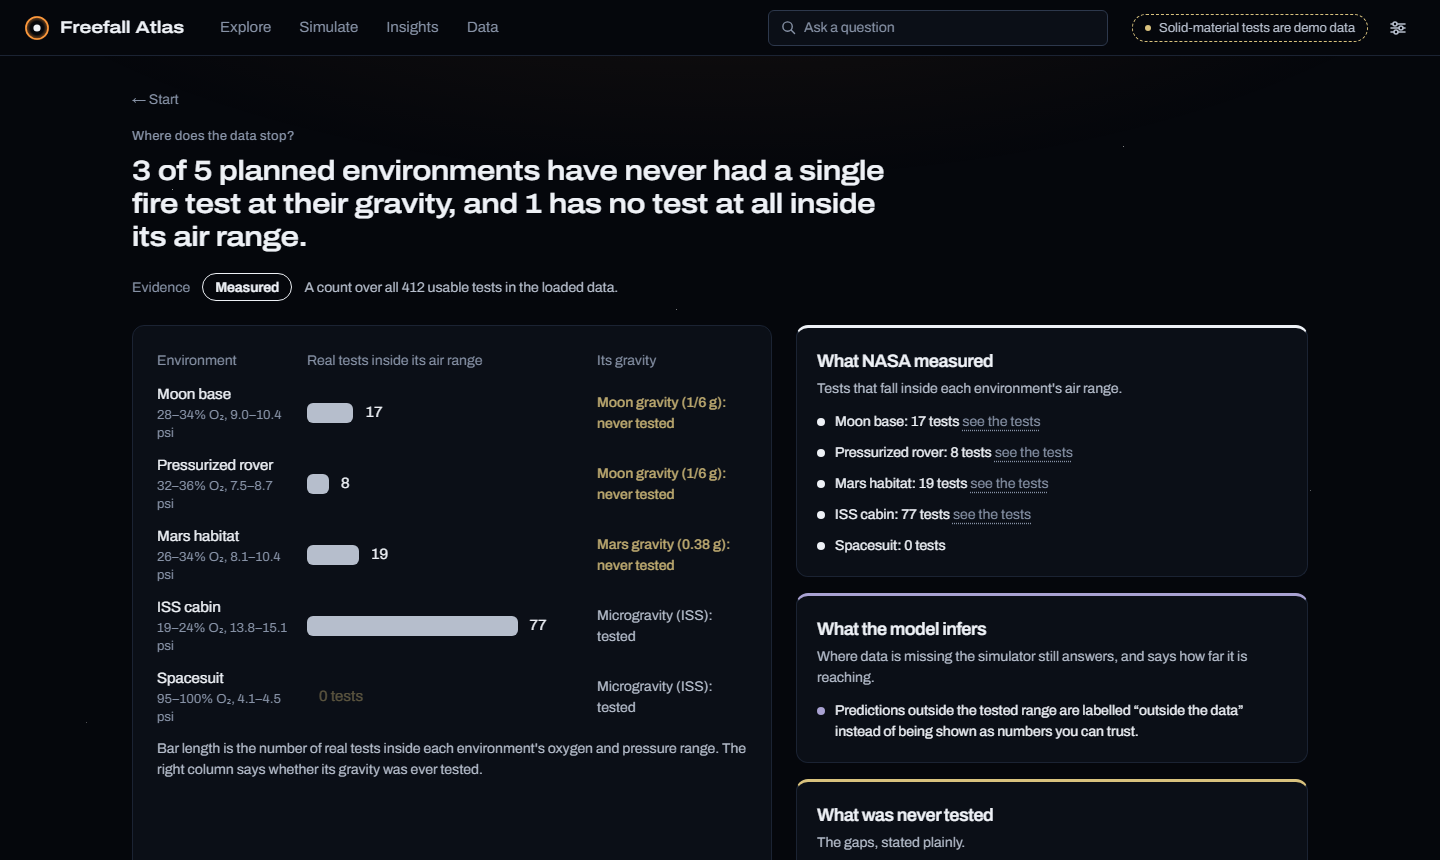 Freefall Atlas
Explore
Simulate
Insights
Data
Ask a question
Solid-material tests are demo data
← Start
Where does the data stop?
3 of 5 planned environments have never had a single
fire test at their gravity, and 1 has no test at all inside
its air range.
Evidence
Measured
A count over all 412 usable tests in the loaded data.
Environment
Real tests inside its air range
Its gravity
Moon base
28–34% O₂, 9.0–10.4
psi
17
Moon gravity (1/6 g):
never tested
Pressurized rover
32–36% O₂, 7.5–8.7
psi
8
Moon gravity (1/6 g):
never tested
Mars habitat
26–34% O₂, 8.1–10.4
psi
19
Mars gravity (0.38 g):
never tested
ISS cabin
19–24% O₂, 13.8–15.1
psi
77
Microgravity (ISS):
tested
Spacesuit
95–100% O₂, 4.1–4.5
psi
0 tests
Microgravity (ISS):
tested
Bar length is the number of real tests inside each environment's oxygen and pressure range. The
right column says whether its gravity was ever tested.
What NASA measured
Tests that fall inside each environment's air range.
Moon base: 17 tests see the tests
Pressurized rover: 8 tests see the tests
Mars habitat: 19 tests see the tests
ISS cabin: 77 tests see the tests
Spacesuit: 0 tests
What the model infers
Where data is missing the simulator still answers, and says how far it is
reaching.
Predictions outside the tested range are labelled “outside the data”
instead of being shown as numbers you can trust.
What was never tested
The gaps, stated plainly.